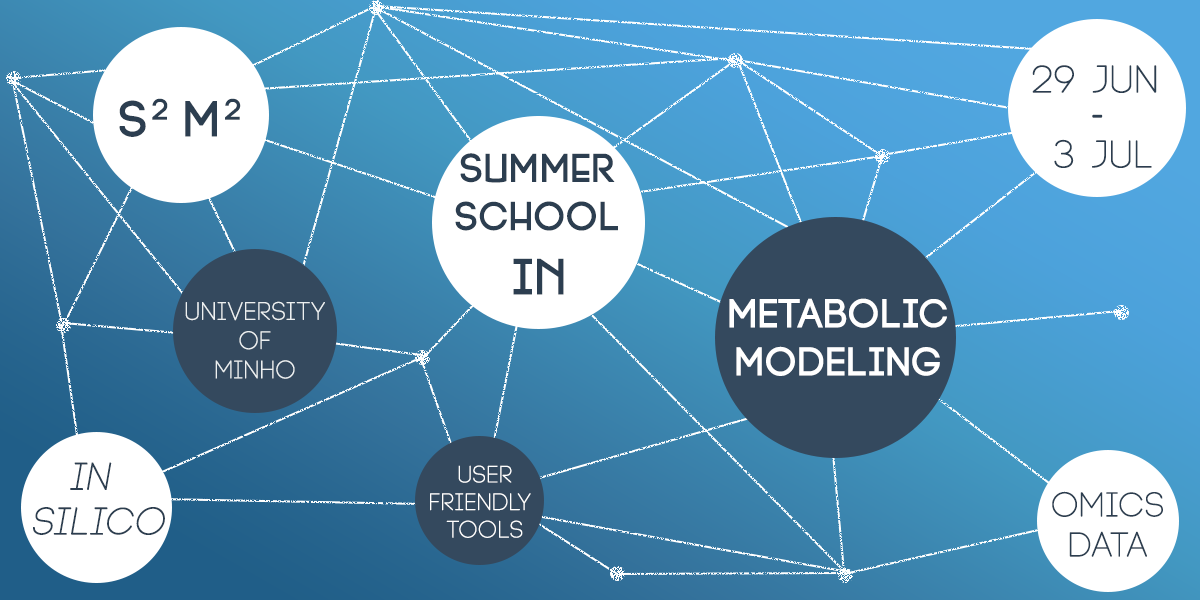 S² M²
SUMMER
SCHOOL
IN
METABOLIC
MODELING
29 JUN
-
3 JUL
UNIVERSITY
OF
MINHO
IN
SILICO
USER
FRIENDLY
TOOLS
OMICS
DATA